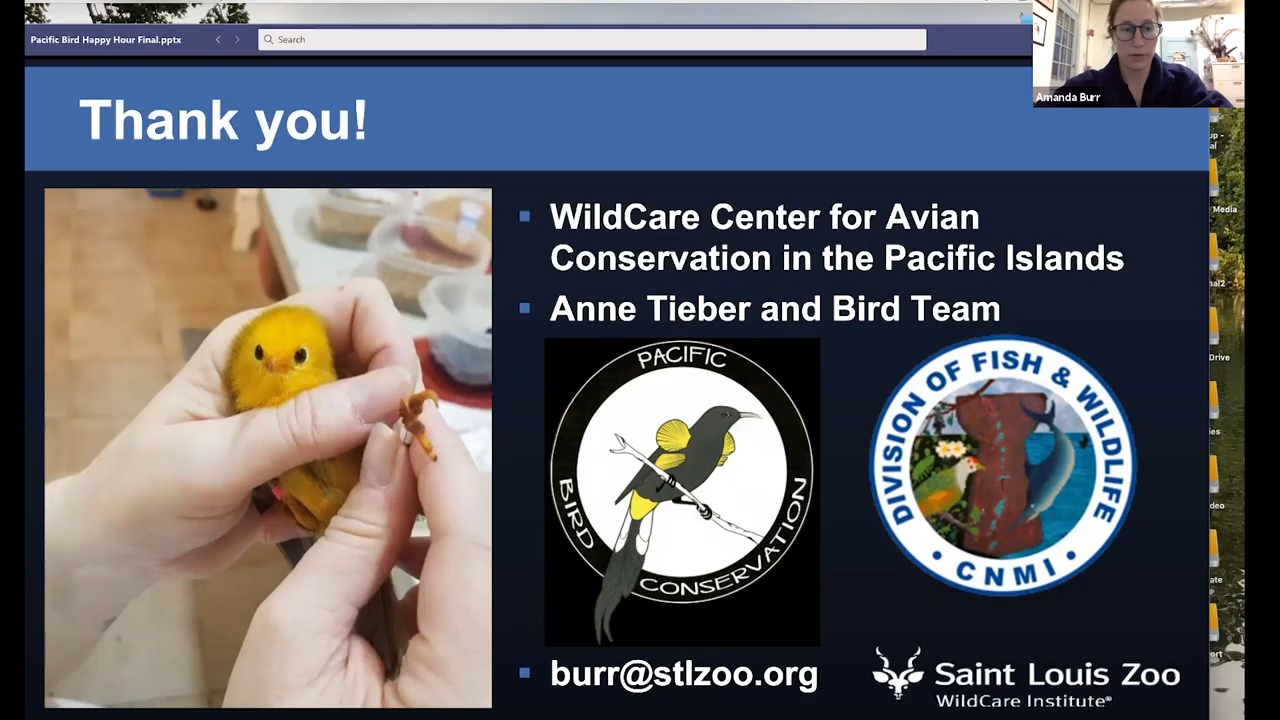 Pacific Bird Happy Hour Final.pptx
Search
Amanda Burr
Thank you!
WildCare Center for Avian
Conservation in the Pacific Islands
Anne Tieber and Bird Team
PACIFIC
BIRD
CONSERVATION
DIVISION OF FISH & WILDLIFE
CNMI
burr@stlzoo.org
Saint Louis Zoo
WildCare Institute®
Media
Drive